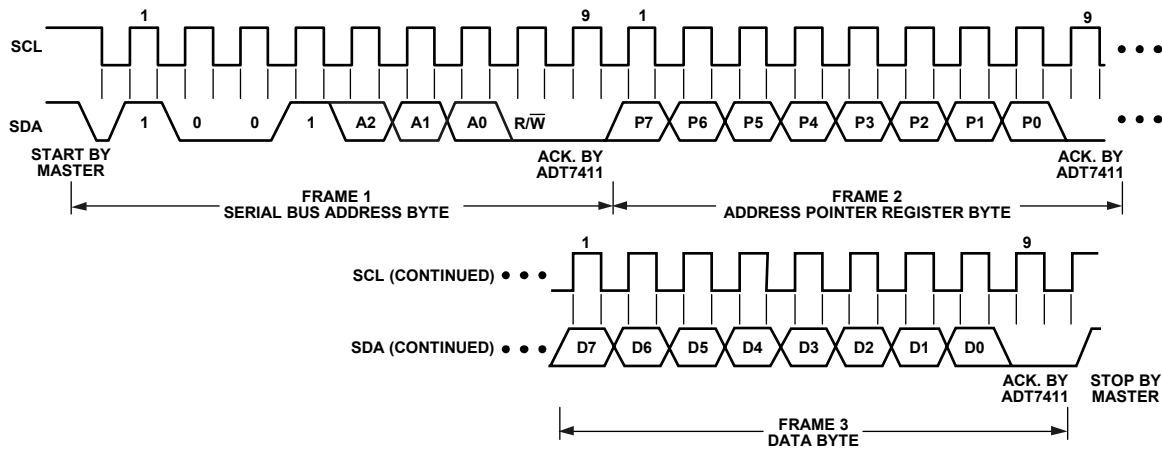 1 9 1 9
SCL
SDA 1 0 0 1 A2 A1 A0 R/W̅ P7 P6 P5 P4 P3 P2 P1 P0
START BY MASTER
ACK. BY ADT7411
ACK. BY ADT7411
FRAME 1
SERIAL BUS ADDRESS BYTE
FRAME 2
ADDRESS POINTER REGISTER BYTE
1 9
SCL (CONTINUED)
SDA (CONTINUED) D7 D6 D5 D4 D3 D2 D1 D0
ACK. BY ADT7411
STOP BY MASTER
FRAME 3
DATA BYTE